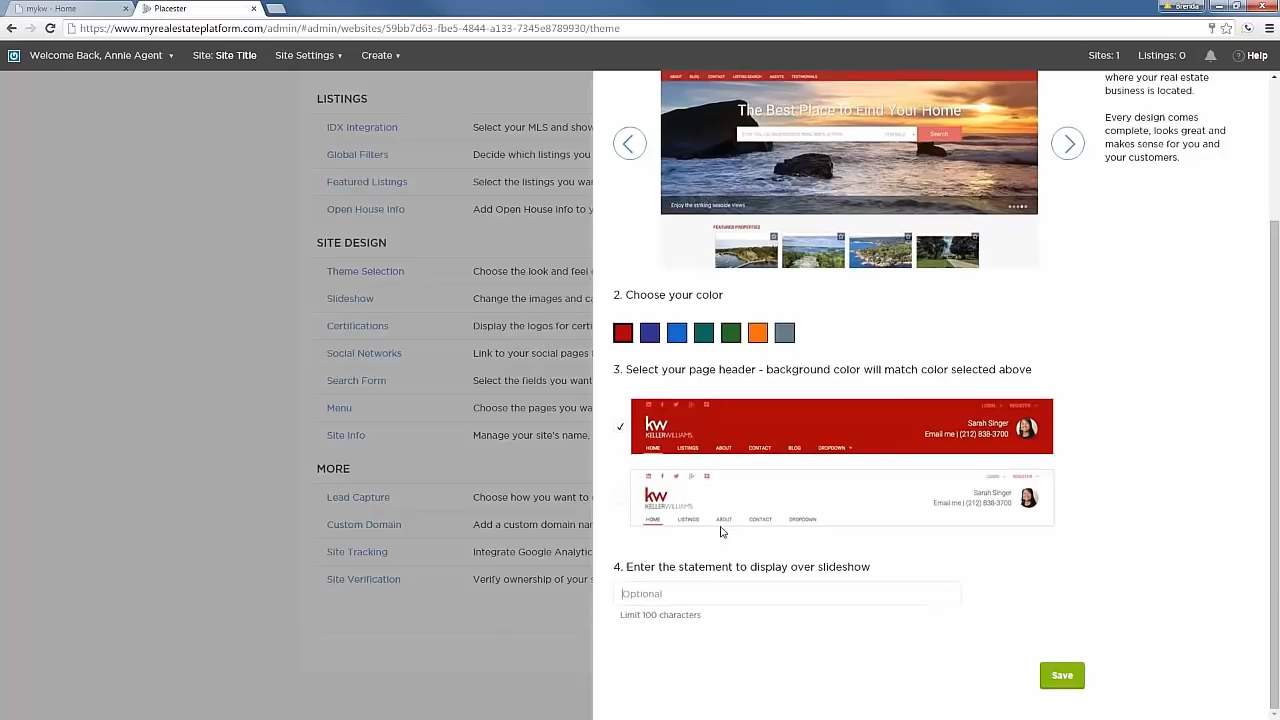 mykw - Home
Placester
Brenda
https://www.myrealestateplatform.com/admin/#admin/websites/59bb7d63-fbe5-4844-a133-7345e8789930/theme
Welcome Back, Annie Agent
Site: Site Title
Site Settings
Create
Sites: 1
Listings: 0
Help
LISTINGS
IDX Integration
Select your MLS and show
Global Filters
Decide which listings you
Featured Listings
Select the listings you wan
Open House Info
Add Open House info to y
SITE DESIGN
Theme Selection
Choose the look and feel
Slideshow
Change the images and ca
Certifications
Display the logos for certi
Social Networks
Link to your social pages
Search Form
Select the fields you want
Menu
Choose the pages you w
Site Info
Manage your site's name,
MORE
Lead Capture
Choose how you want to
Custom Domain
Add a custom domain na
Site Tracking
Integrate Google Analytic
Site Verification
Verify ownership of your s
ABOUT BLOG CONTACT LISTING SEARCH AGENTS TESTIMONIALS
The Best Place to Find Your Home
Search
Enjoy the striking seaside views
FEATURED PROPERTIES
where your real estate
business is located.
Every design comes
complete, looks great and
makes sense for you and
your customers.
2. Choose your color
3. Select your page header - background color will match color selected above
LOGIN REGISTER
kw
KELLERWILLIAMS.
Sarah Singer
Email me | (212) 838-3700
HOME LISTINGS ABOUT CONTACT BLOG DROPDOWN
LOGIN REGISTER
kw
KELLERWILLIAMS.
Sarah Singer
Email me | (212) 838-3700
HOME LISTINGS ABOUT CONTACT DROPDOWN
4. Enter the statement to display over slideshow
Optional
Limit 100 characters
Save